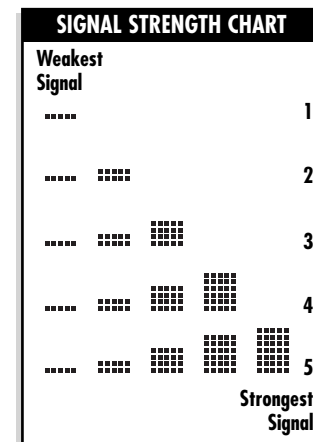 SIGNAL STRENGTH CHART
Weakest
Signal
1
2
3
4
5
Strongest
Signal